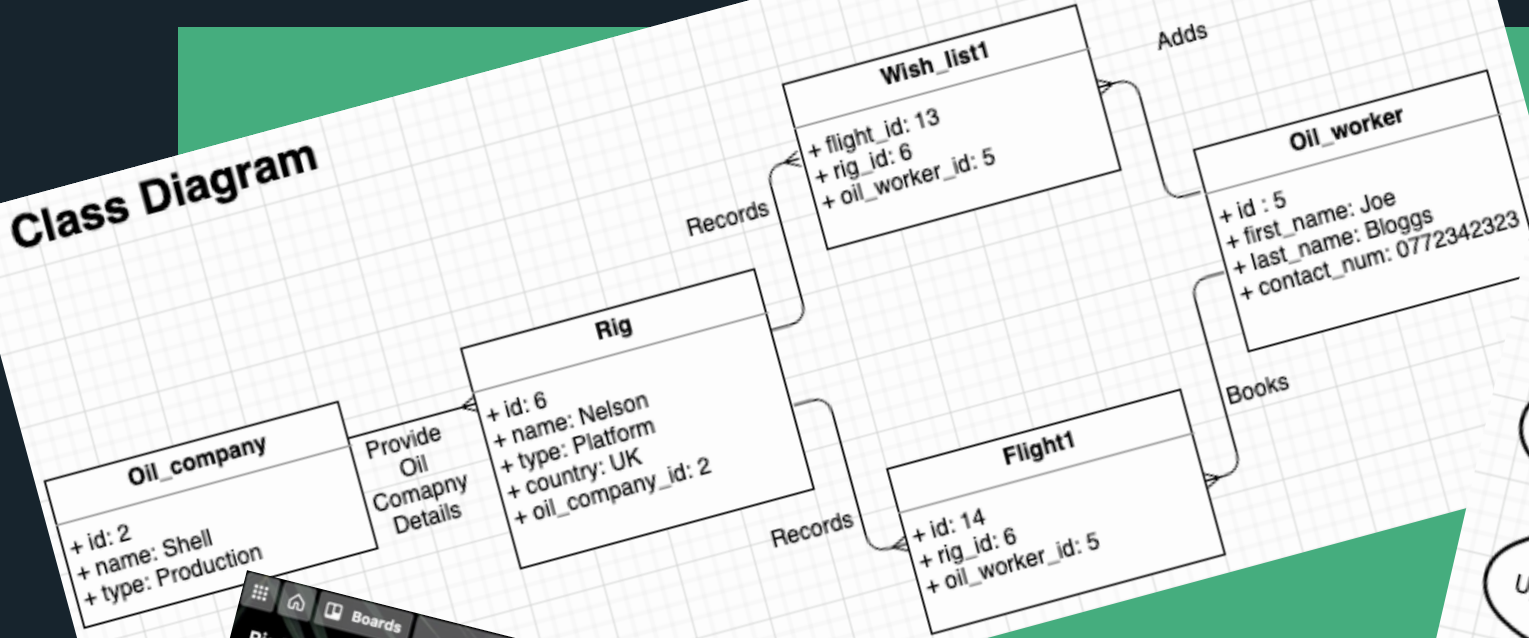 Class Diagram
Wish_list1
+ flight_id: 13
+ rig_id: 6
+ oil_worker_id: 5
Adds
Oil_worker
+ id : 5
+ first_name: Joe
+ last_name: Bloggs
+ contact_num: 0772342323
Records
Rig
+ id: 6
+ name: Nelson
+ type: Platform
+ country: UK
+ oil_company_id: 2
Provide
Oil
Comapny
Details
Oil_company
+ id: 2
+ name: Shell
+ type: Production
Records
Flight1
+ id: 14
+ rig_id: 6
+ oil_worker_id: 5
Books
Boards